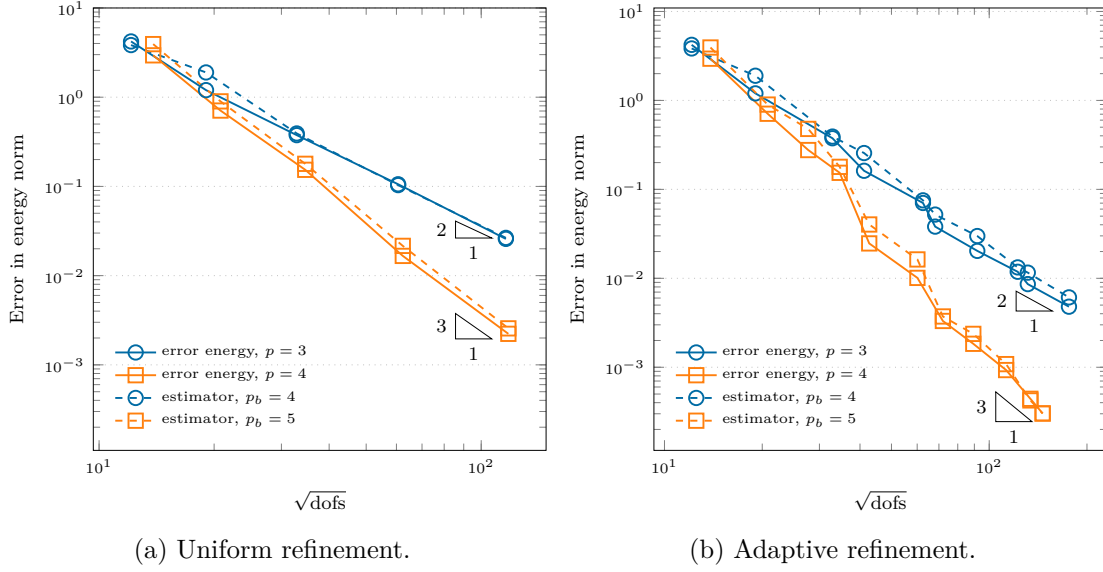 10^1
10^0
10^−1
10^−2
10^−3
10^1
10^2
Error in energy norm
√dofs
2
1
3
1
error energy, p = 3
error energy, p = 4
estimator, p_b = 4
estimator, p_b = 5
(a) Uniform refinement.
10^1
10^0
10^−1
10^−2
10^−3
10^1
10^2
Error in energy norm
√dofs
2
1
3
1
error energy, p = 3
error energy, p = 4
estimator, p_b = 4
estimator, p_b = 5
(b) Adaptive refinement.